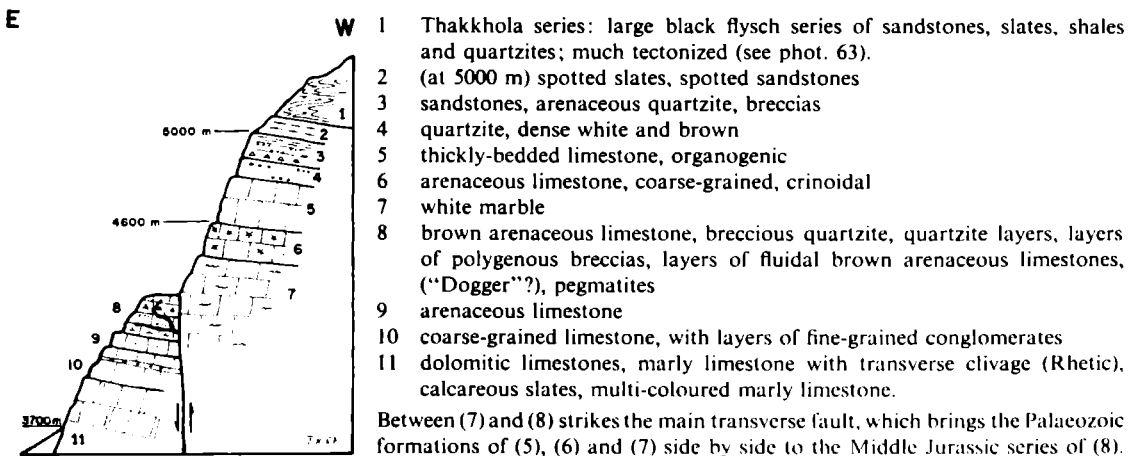 E
W
1
2
5000 m
3
4
5
4600 m
6
7
8
9
10
3700m
11
1 Thakkhola series: large black flysch series of sandstones, slates, shales
and quartzites; much tectonized (see phot. 63).
2 (at 5000 m) spotted slates, spotted sandstones
3 sandstones, arenaceous quartzite, breccias
4 quartzite, dense white and brown
5 thickly-bedded limestone, organogenic
6 arenaceous limestone, coarse-grained, crinoidal
7 white marble
8 brown arenaceous limestone, breccious quartzite, quartzite layers, layers
of polygenous breccias, layers of fluidal brown arenaceous limestones,
("Dogger"?), pegmatites
9 arenaceous limestone
10 coarse-grained limestone, with layers of fine-grained conglomerates
11 dolomitic limestones, marly limestone with transverse clivage (Rhetic),
calcareous slates, multi-coloured marly limestone.
Between (7) and (8) strikes the main transverse fault, which brings the Palaeozoic
formations of (5), (6) and (7) side by side to the Middle Jurassic series of (8).